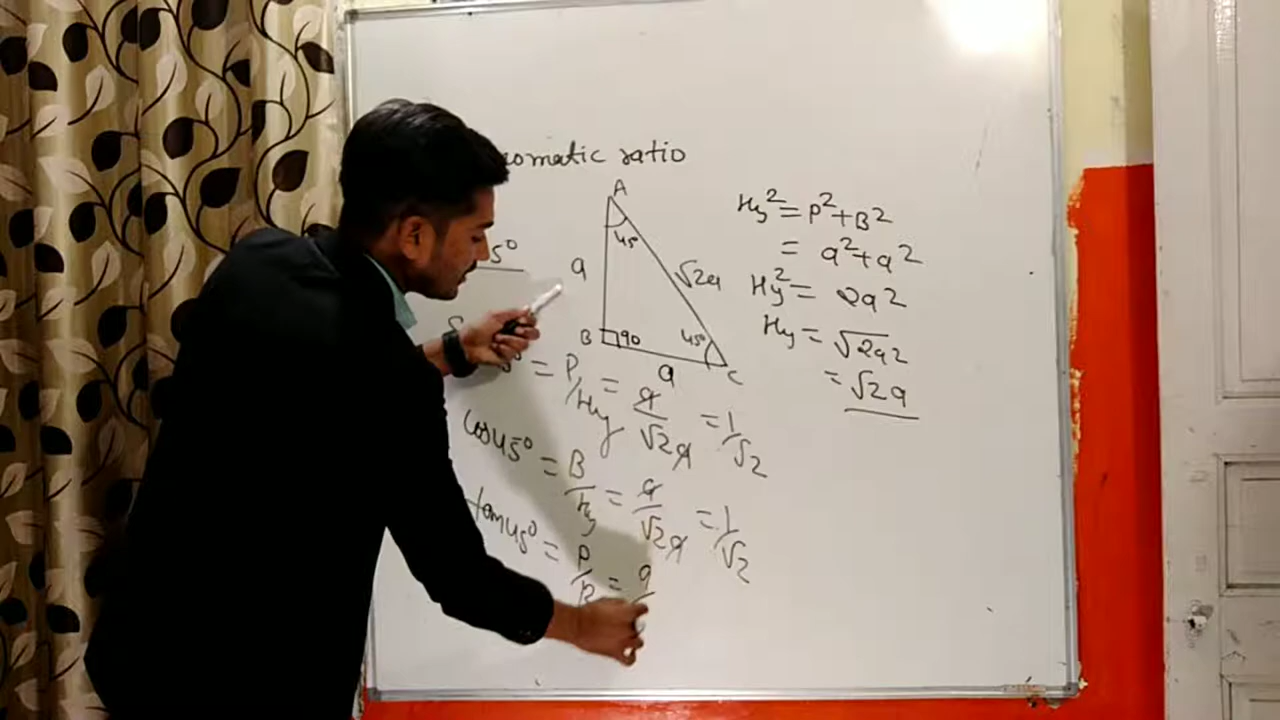 ratio
A
45
5°
a
√2a
B
90
45°
a
C
Hy² = P² + B²
= a² + a²
Hy² = 2a²
Hy = √2a²
= √2a
= P/Hy = a/√2a = 1/√2
cos45° = B/Hy = a/√2a = 1/√2
tan45° = P/B = a